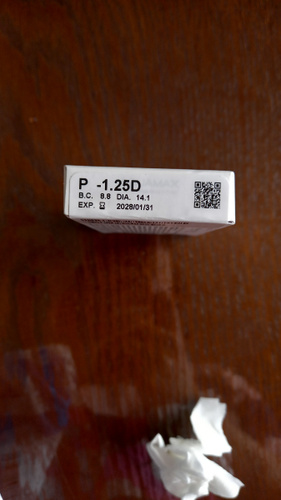 P -1.25D
B.C. 8.8 DIA. 14.1
EXP. 2028/01/31